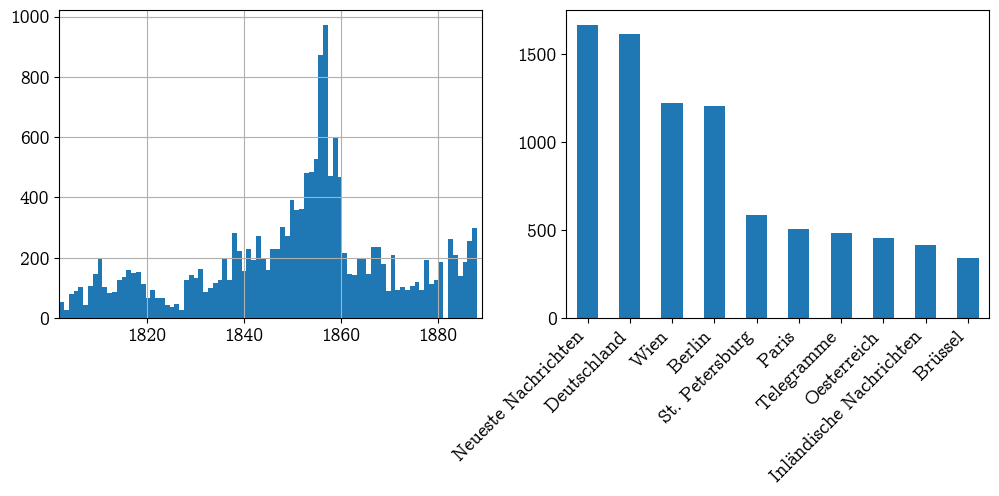 1000
800
600
400
200
0
1820 1840 1860 1880
1500
1000
500
0
Neueste Nachrichten
Deutschland
Wien
Berlin
St. Petersburg
Paris
Telegramme
Oesterreich
Inländische Nachrichten
Brüssel